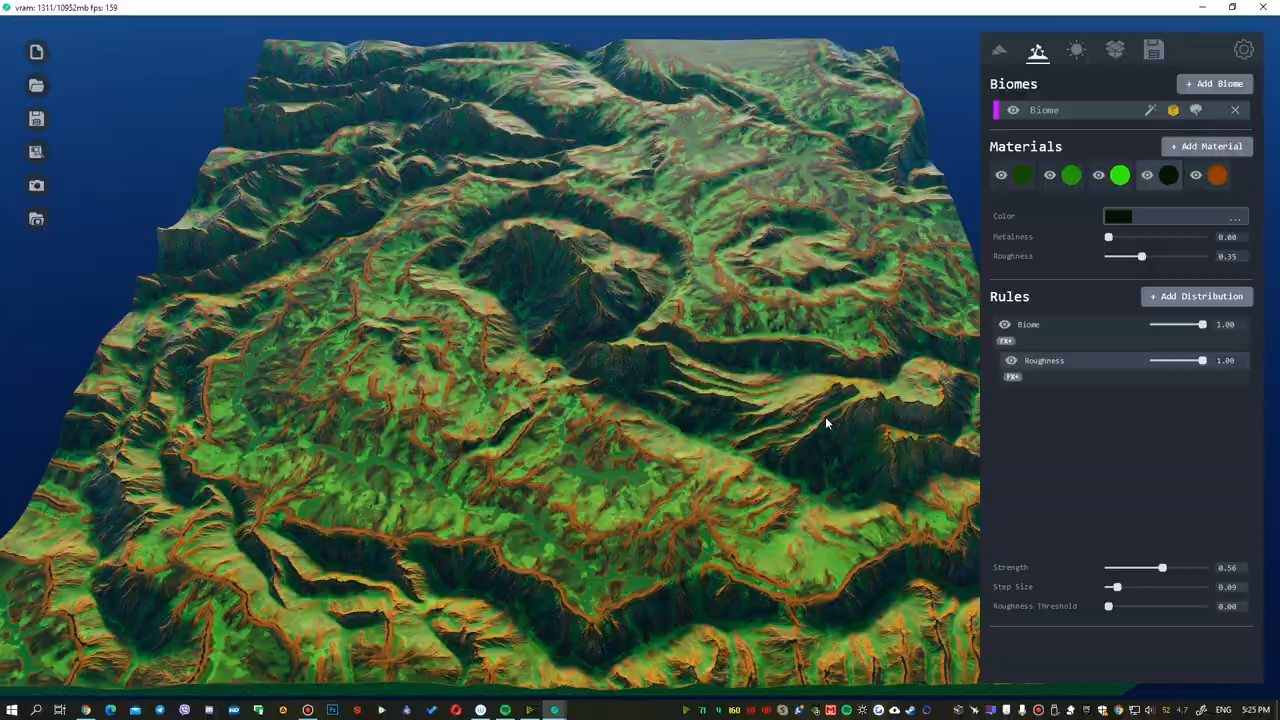 vram: 1311/10952mb fps: 159
Biomes
+ Add Biome
Biome
Materials
+ Add Material
Color
...
Metalness
0.00
Roughness
0.35
Rules
+ Add Distribution
Biome
1.00
FX+
Roughness
1.00
FX+
Strength
0.56
Step Size
0.09
Roughness Threshold
0.00
ENG
5:25 PM